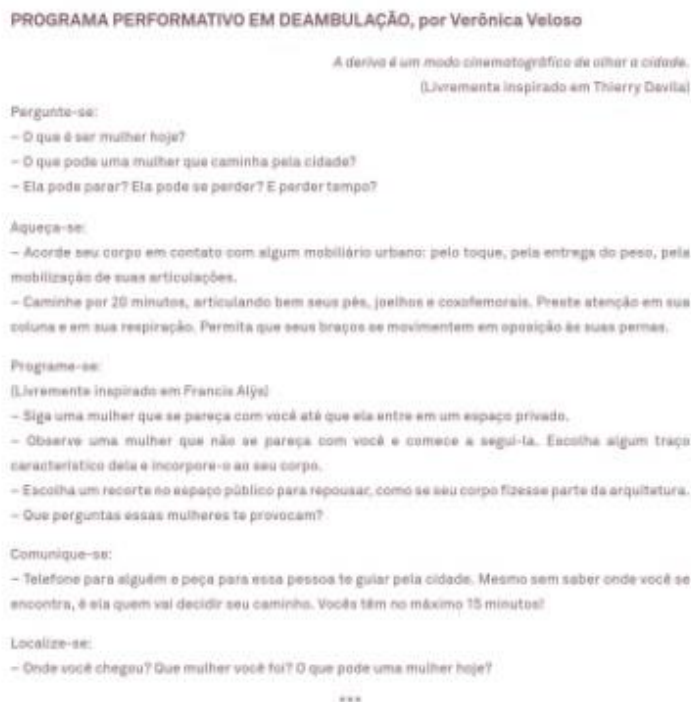 PROGRAMA PERFORMATIVO EM DEAMBULAÇÃO, por Verônica Veloso
A deriva é um modo cinematográfico de olhar a cidade.
(Livremente inspirado em Thierry Davila)
Pergunte-se:
– O que é ser mulher hoje?
– O que pode uma mulher que caminha pela cidade?
– Ela pode parar? Ela pode se perder? E perder tempo?
Aqueça-se:
– Acorde seu corpo em contato com algum mobiliário urbano: pelo toque, pela entrega do peso, pela
mobilização de suas articulações.
– Caminhe por 20 minutos, articulando bem seus pés, joelhos e coxofemorais. Preste atenção em sua
coluna e em sua respiração. Permita que seus braços se movimentem em oposição às suas pernas.
Programe-se:
(Livremente inspirado em Francis Alÿs)
– Siga uma mulher que se pareça com você até que ela entre em um espaço privado.
– Observe uma mulher que não se pareça com você e comece a segui-la. Escolha algum traço
característico dela e incorpore-o ao seu corpo.
– Escolha um recorte no espaço público para repousar, como se seu corpo fizesse parte da arquitetura.
– Que perguntas essas mulheres te provocam?
Comunique-se:
– Telefone para alguém e peça para essa pessoa te guiar pela cidade. Mesmo sem saber onde você se
encontra, é ela quem vai decidir seu caminho. Vocês têm no máximo 15 minutos!
Localize-se:
– Onde você chegou? Que mulher você foi? O que pode uma mulher hoje?
***